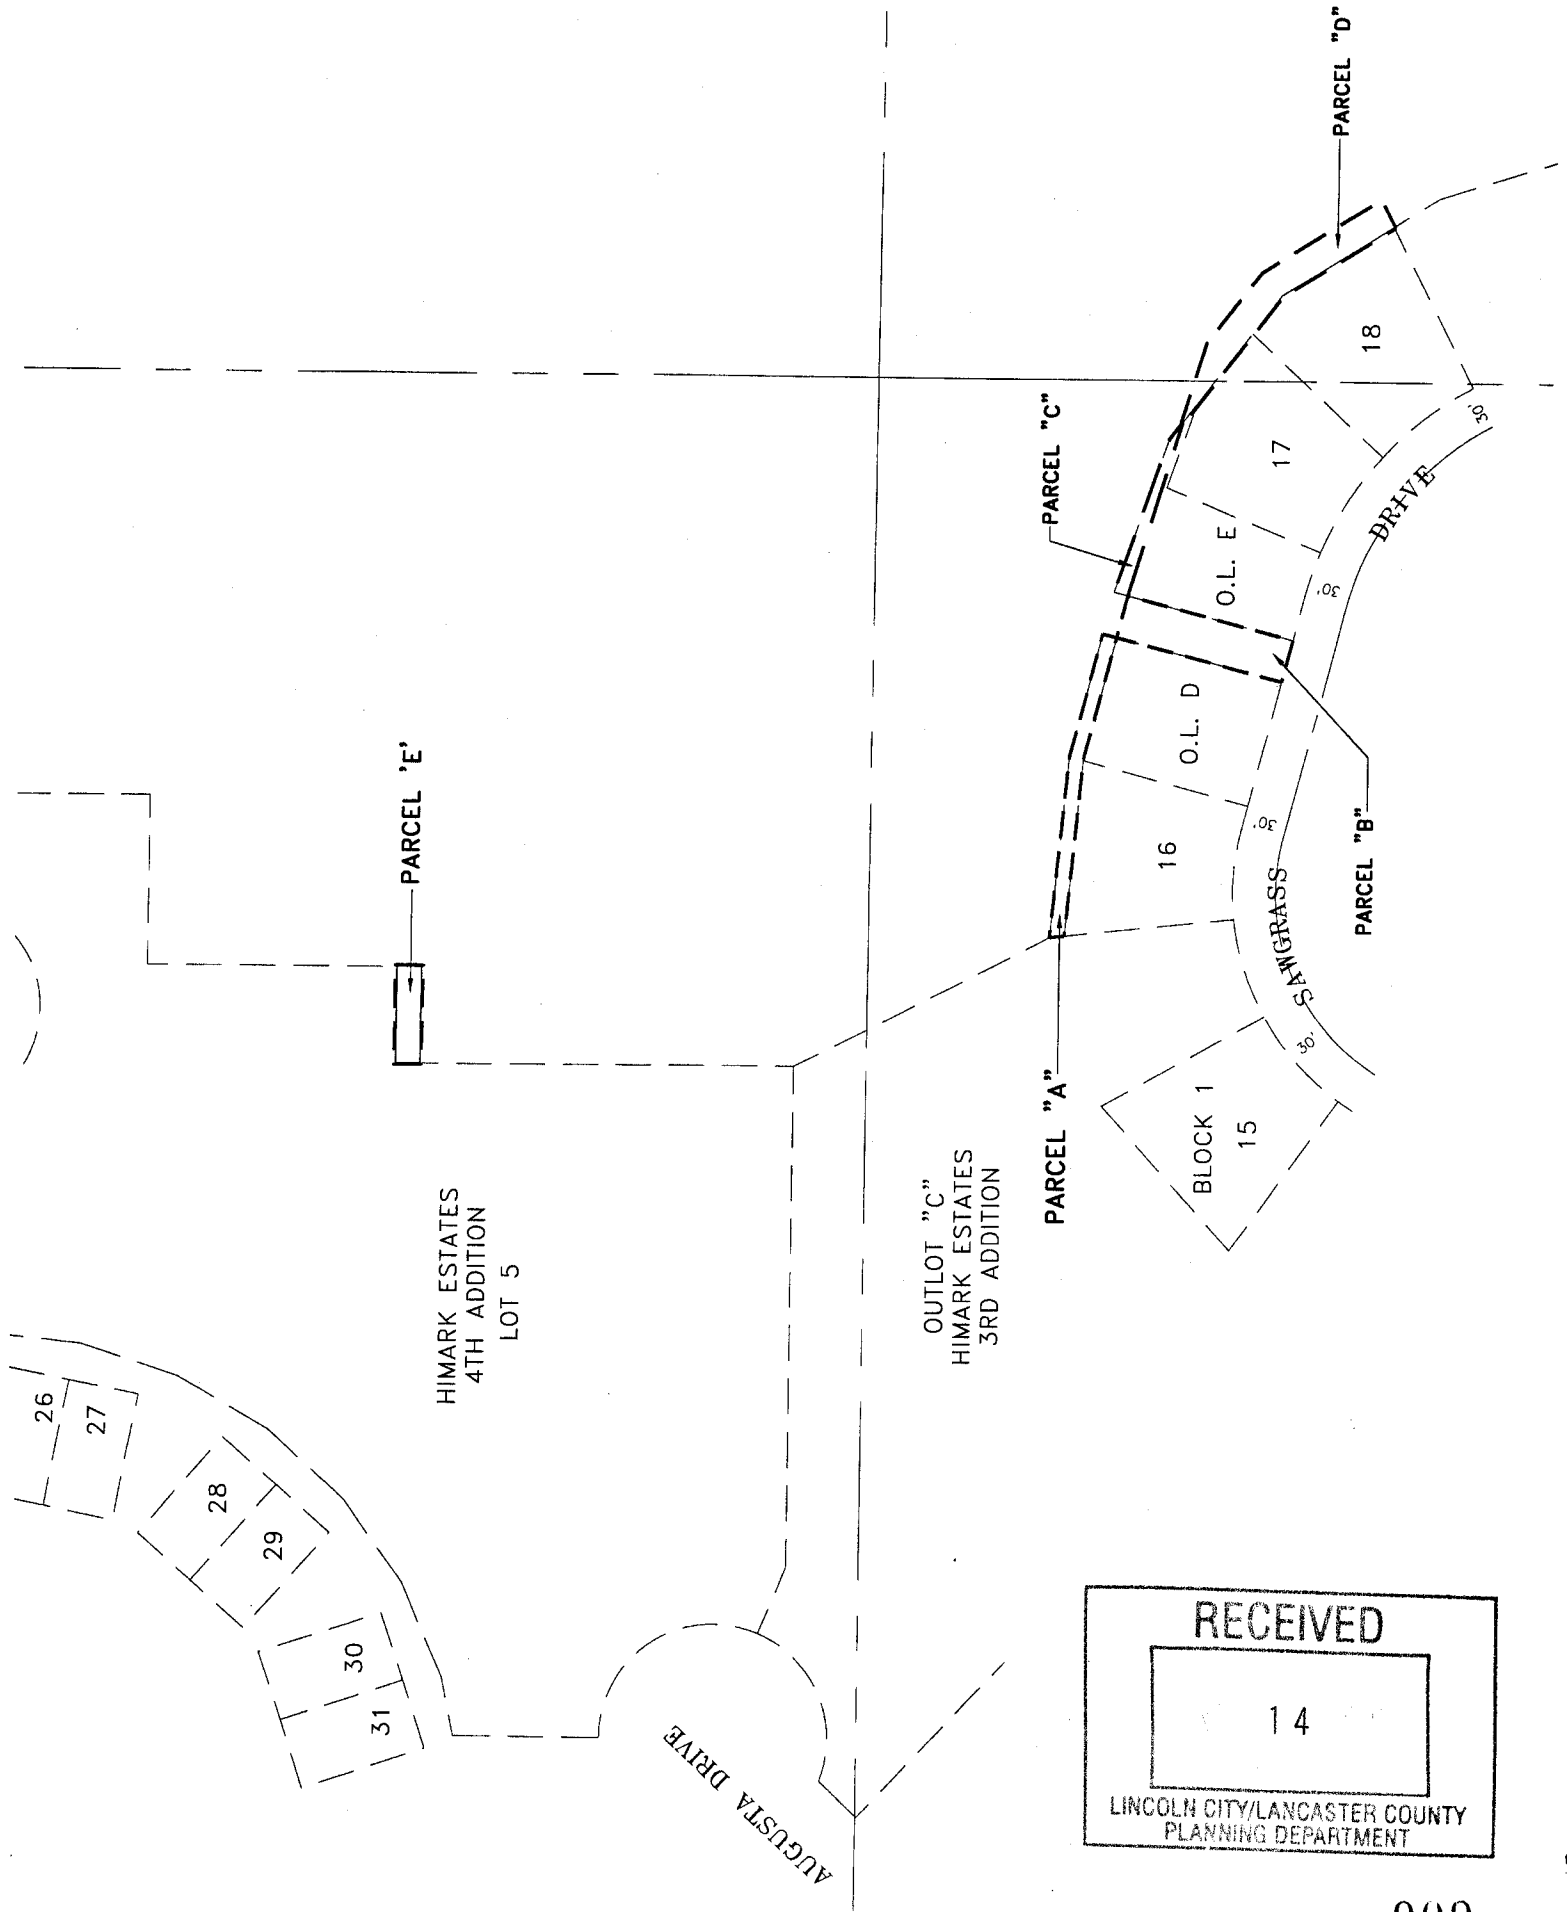 PARCEL "D"
PARCEL "C"
18
17
30'
DRIVE
O.L. E
30'
PARCEL 'E'
O.L. D
PARCEL "B"
16
30'
SAWGRASS
30'
PARCEL "A"
BLOCK 1
15
HIMARK ESTATES
4TH ADDITION
LOT 5
OUTLOT "C"
HIMARK ESTATES
3RD ADDITION
26
27
28
29
30
31
AUGUSTA DRIVE
RECEIVED
14
LINCOLN CITY/LANCASTER COUNTY
PLANNING DEPARTMENT